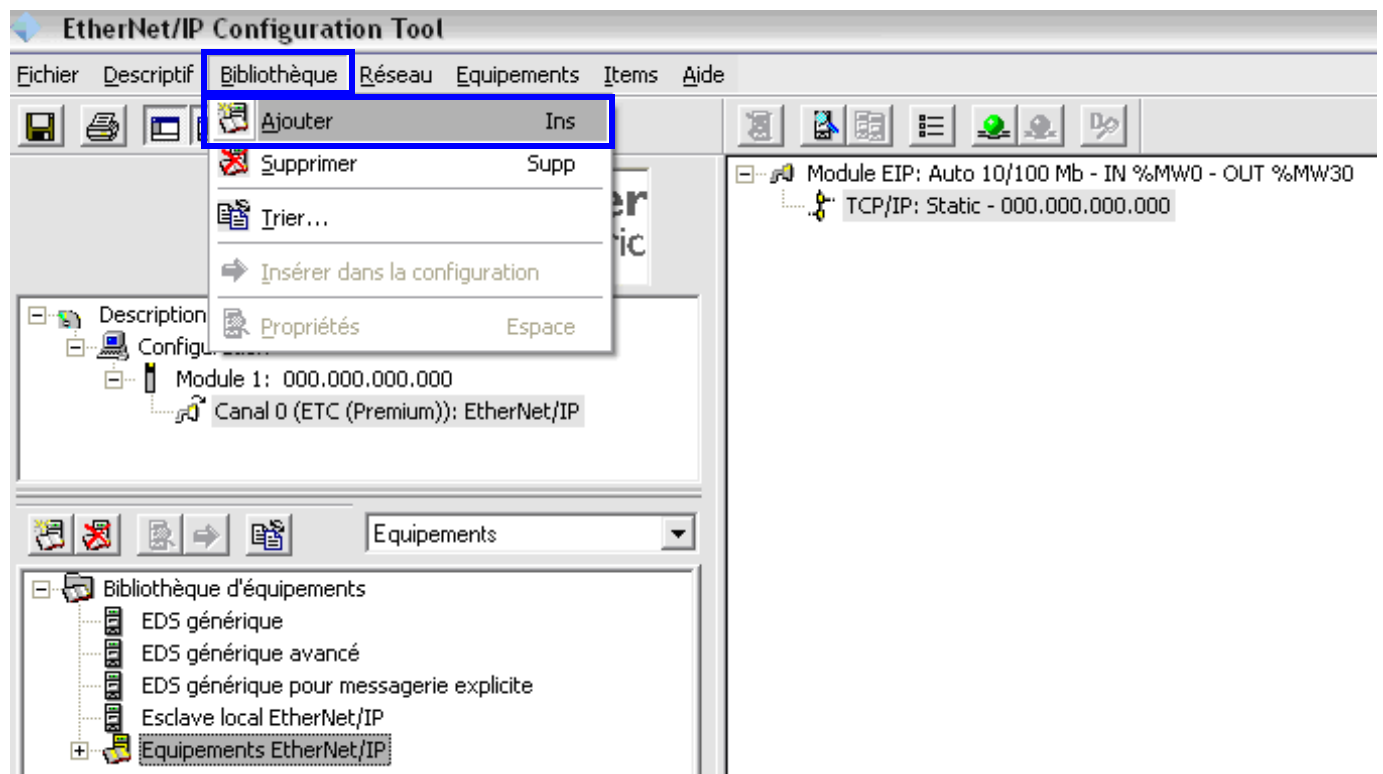 EtherNet/IP Configuration Tool
Fichier Descriptif Bibliothèque Réseau Equipements Items Aide
Ajouter Ins
Supprimer Supp
Trier...
Insérer dans la configuration
Propriétés Espace
er
ric
Module EIP: Auto 10/100 Mb - IN %MW0 - OUT %MW30
TCP/IP: Static - 000.000.000.000
Description
Configuration
Module 1: 000.000.000.000
Canal 0 (ETC (Premium)): EtherNet/IP
Equipements
Bibliothèque d'équipements
EDS générique
EDS générique avancé
EDS générique pour messagerie explicite
Esclave local EtherNet/IP
Equipements EtherNet/IP